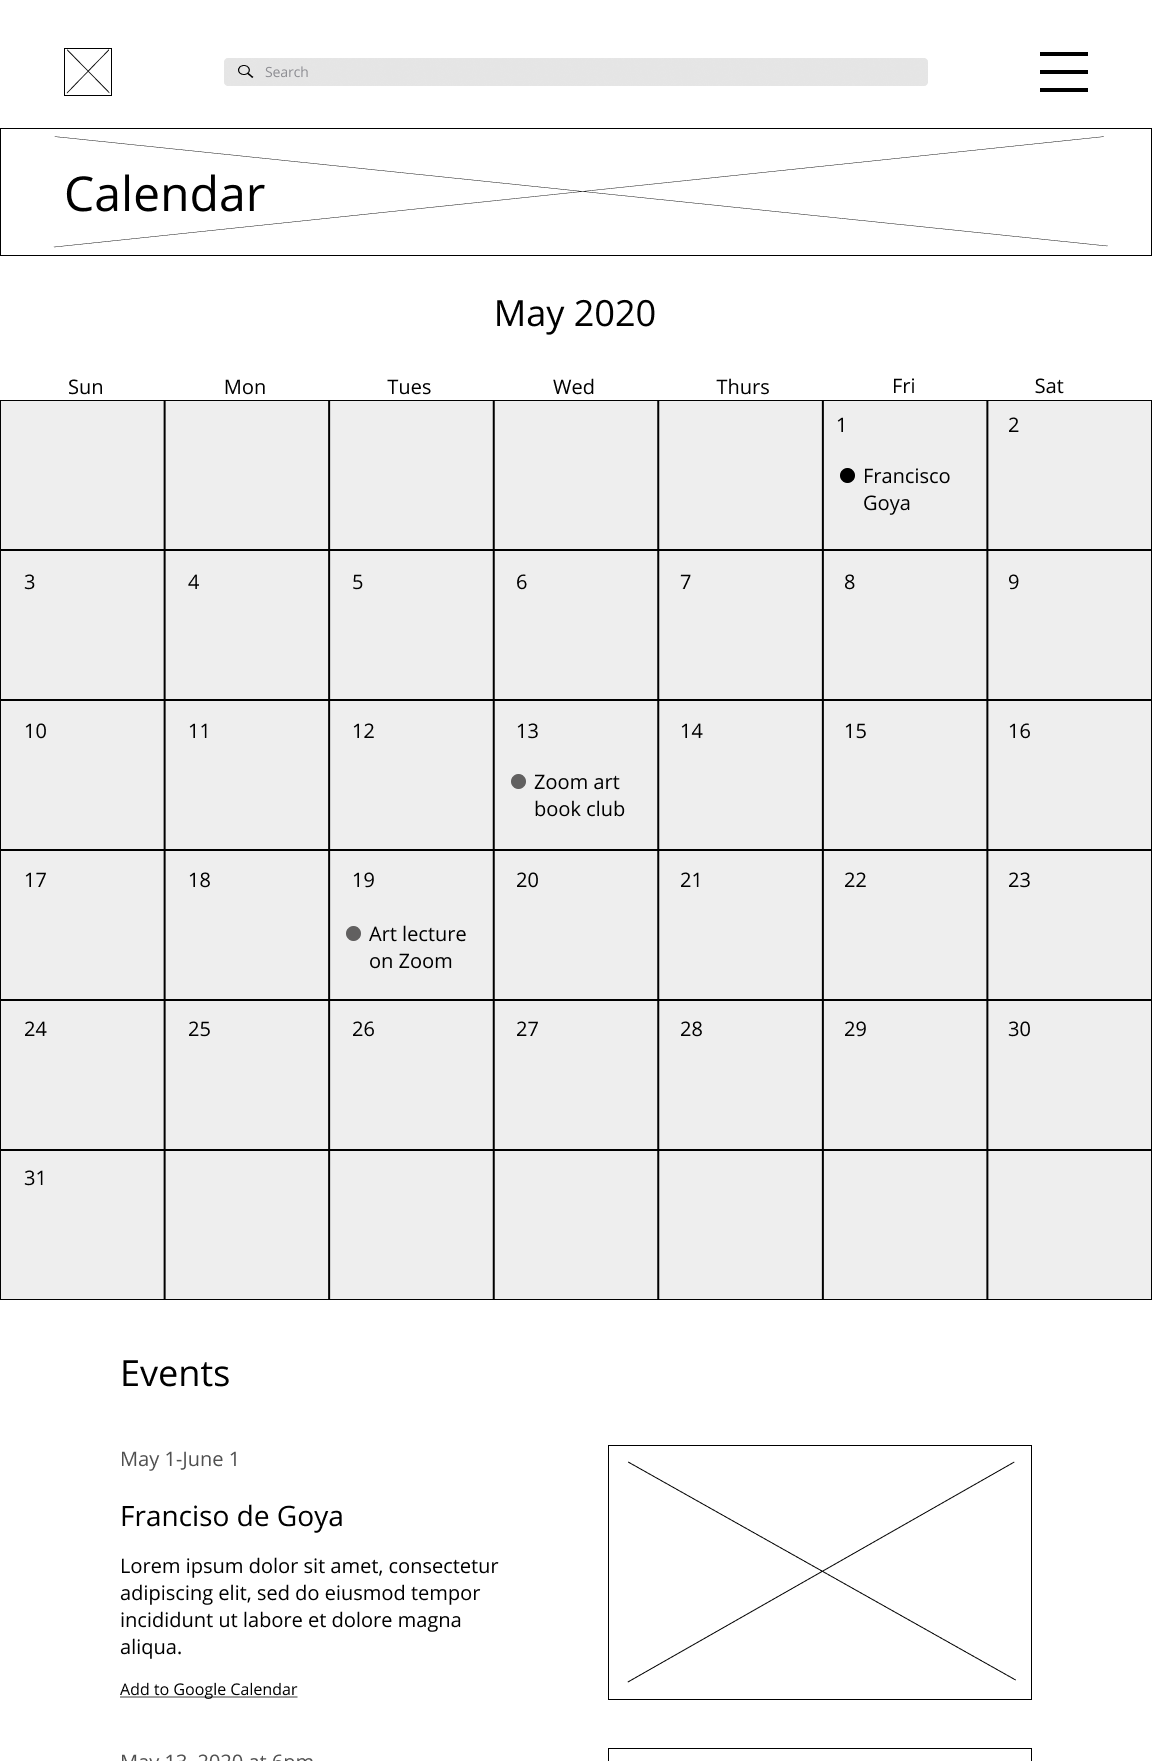 Search
Calendar
May 2020
Sun Mon Tues Wed Thurs Fri Sat
1 2
Francisco
Goya
3 4 5 6 7 8 9
10 11 12 13 14 15 16
Zoom art
book club
17 18 19 20 21 22 23
Art lecture
on Zoom
24 25 26 27 28 29 30
31
Events
May 1-June 1
Franciso de Goya
Lorem ipsum dolor sit amet, consectetur
adipiscing elit, sed do eiusmod tempor
incididunt ut labore et dolore magna
aliqua.
Add to Google Calendar
May 13, 2020 at 6pm